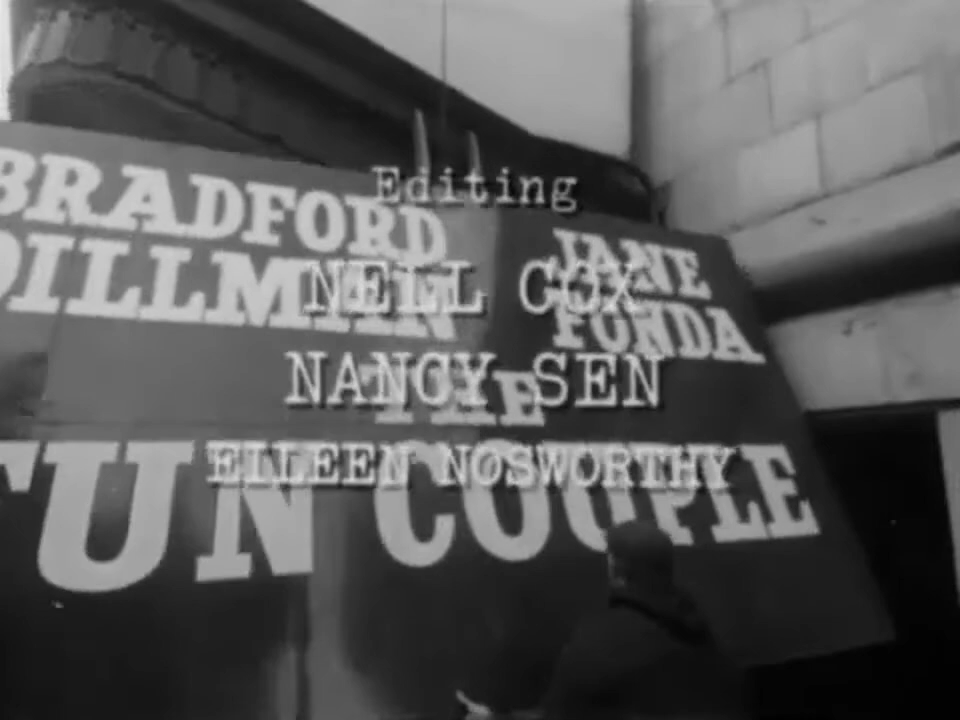 Editing
NELL COX
NANCY SEN
EILEEN NOSWORTHY
BRADFORD
DILLMAN
JANE
FONDA
THE
FUN COUPLE